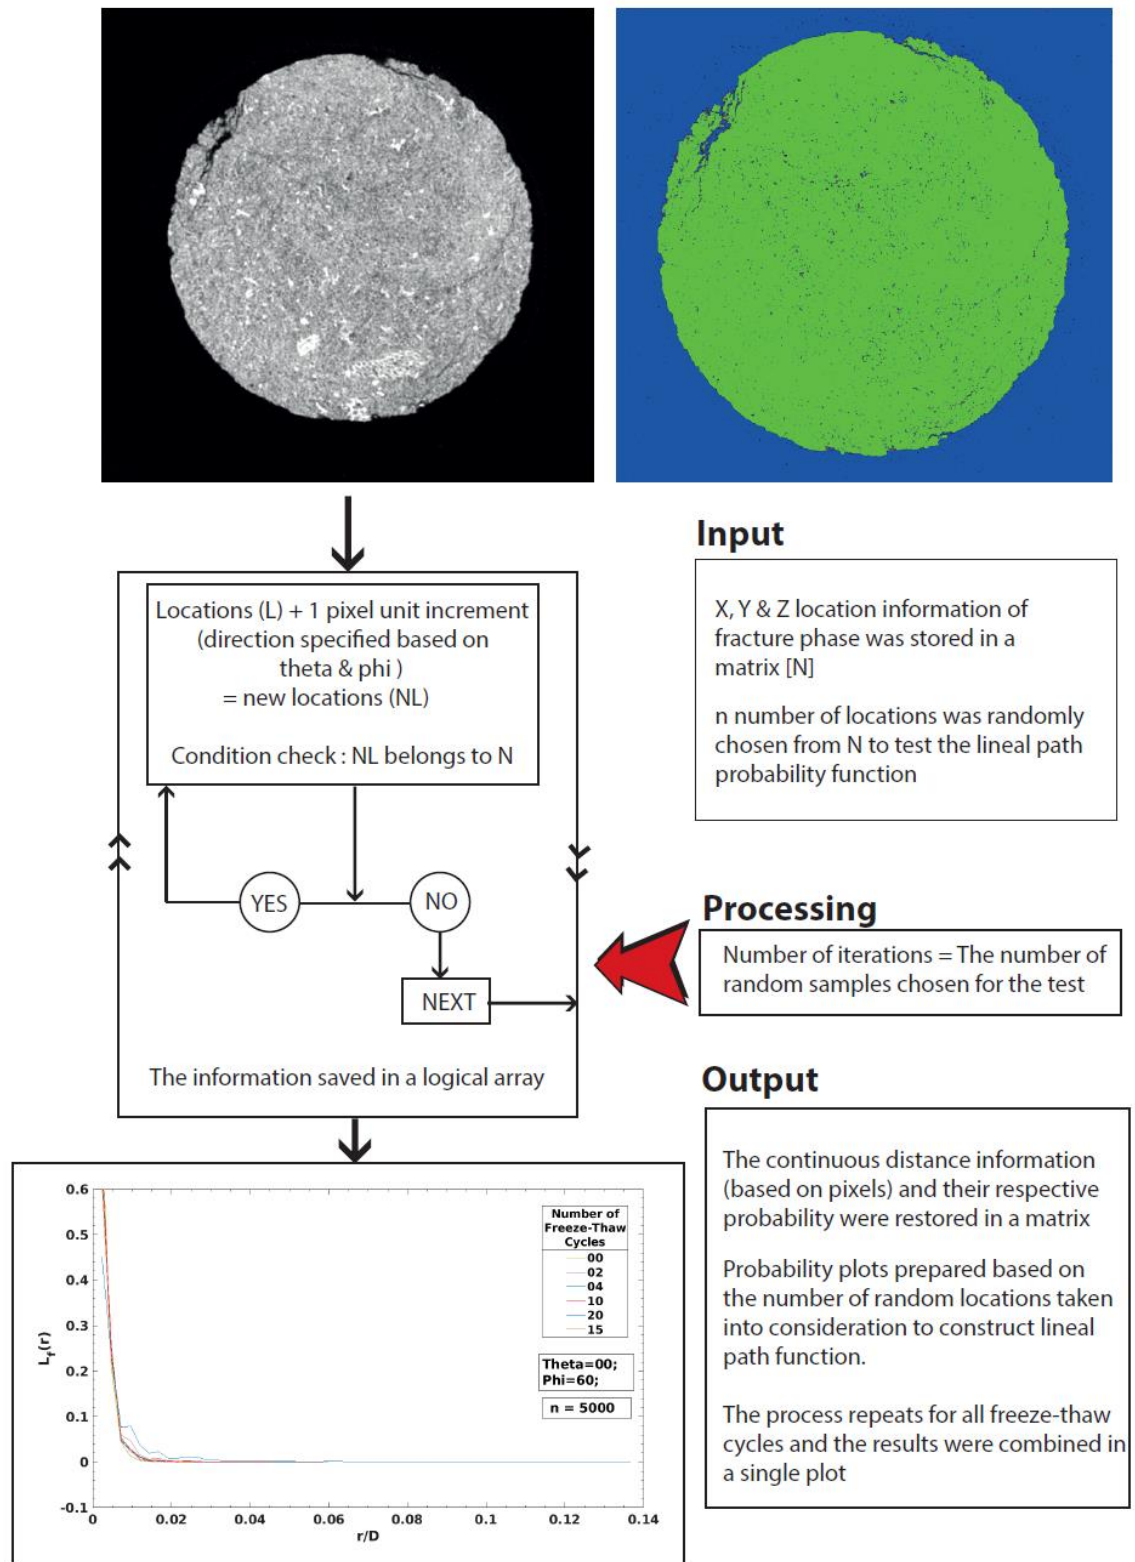 Input
X, Y & Z location information of
fracture phase was stored in a
matrix [N]
n number of locations was randomly
chosen from N to test the lineal path
probability function
Locations (L) + 1 pixel unit increment
(direction specified based on
theta & phi )
= new locations (NL)
Condition check : NL belongs to N
YES
NO
NEXT
The information saved in a logical array
Processing
Number of iterations = The number of
random samples chosen for the test
Output
The continuous distance information
(based on pixels) and their respective
probability were restored in a matrix
Probability plots prepared based on
the number of random locations taken
into consideration to construct lineal
path function.
The process repeats for all freeze-thaw
cycles and the results were combined in
a single plot
0.6
0.5
0.4
0.3
0.2
0.1
0
-0.1
Lf(r)
0
0.02
0.04
0.06
0.08
0.1
0.12
0.14
r/D
Number of
Freeze-Thaw
Cycles
00
02
04
10
20
15
Theta=00;
Phi=60;
n = 5000